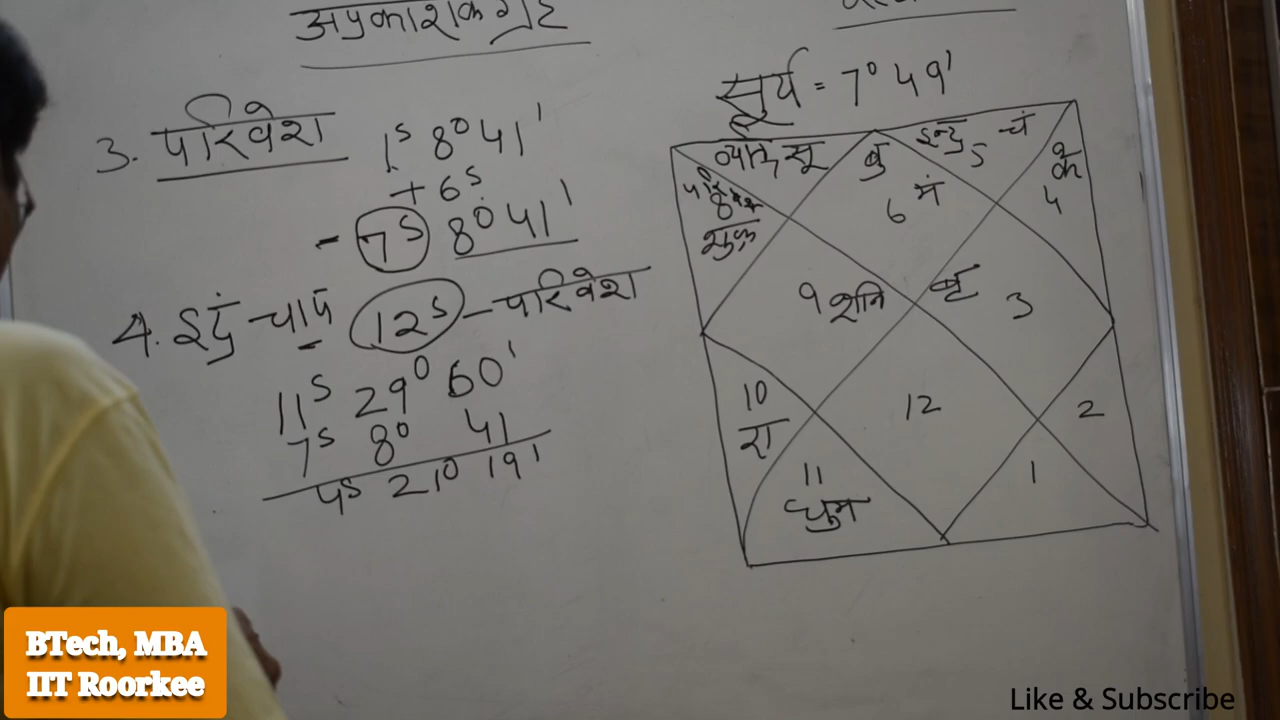 अप्रकाशक ग्रह
3. परिवेश
1ˢ 8° 41'
+ 6ˢ
- 7ˢ 8° 41'
4. इदुं चाप 12ˢ - परिवेश
11ˢ 29° 60'
7ˢ 8° 41
4ˢ 21° 19'
सूर्य = 7° 49'
सू
बु
इन्दु चं
5
के
4
6 मं
8
शुक्र
9 शनि
बृ
3
10
रा
12
2
11
धुम
1
BTech, MBA
IIT Roorkee
Like & Subscribe